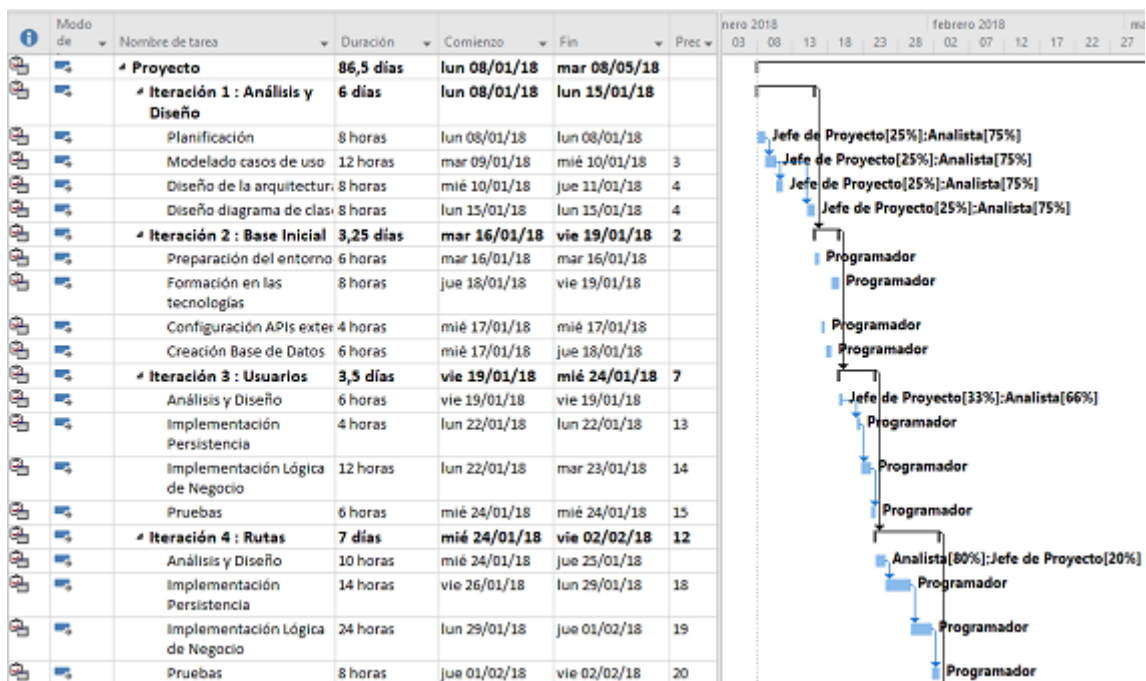 Modo
de
Nombre de tarea Duración Comienzo Fin Prec
nero 2018 febrero 2018 ma
03 08 13 18 23 28 02 07 12 17 22 27
Proyecto 86,5 días lun 08/01/18 mar 08/05/18
Iteración 1 : Análisis y 6 días lun 08/01/18 lun 15/01/18
Diseño
Planificación 8 horas lun 08/01/18 lun 08/01/18 Jefe de Proyecto[25%];Analista[75%]
Modelado casos de uso 12 horas mar 09/01/18 mié 10/01/18 3 Jefe de Proyecto[25%];Analista[75%]
Diseño de la arquitectur 8 horas mié 10/01/18 jue 11/01/18 4 Jefe de Proyecto[25%];Analista[75%]
Diseño diagrama de clas 8 horas lun 15/01/18 lun 15/01/18 4 Jefe de Proyecto[25%];Analista[75%]
Iteración 2 : Base Inicial 3,25 días mar 16/01/18 vie 19/01/18 2
Preparación del entorno 6 horas mar 16/01/18 mar 16/01/18 Programador
Formación en las 8 horas jue 18/01/18 vie 19/01/18 Programador
tecnologías
Configuración APIs exter 4 horas mié 17/01/18 mié 17/01/18 Programador
Creación Base de Datos 6 horas mié 17/01/18 jue 18/01/18 Programador
Iteración 3 : Usuarios 3,5 días vie 19/01/18 mié 24/01/18 7
Análisis y Diseño 6 horas vie 19/01/18 vie 19/01/18 Jefe de Proyecto[33%];Analista[66%]
Implementación 4 horas lun 22/01/18 lun 22/01/18 13 Programador
Persistencia
Implementación Lógica 12 horas lun 22/01/18 mar 23/01/18 14 Programador
de Negocio
Pruebas 6 horas mié 24/01/18 mié 24/01/18 15 Programador
Iteración 4 : Rutas 7 días mié 24/01/18 vie 02/02/18 12
Análisis y Diseño 10 horas mié 24/01/18 jue 25/01/18 Analista[80%];Jefe de Proyecto[20%]
Implementación 14 horas vie 26/01/18 lun 29/01/18 18 Programador
Persistencia
Implementación Lógica 24 horas lun 29/01/18 jue 01/02/18 19 Programador
de Negocio
Pruebas 8 horas jue 01/02/18 vie 02/02/18 20 Programador